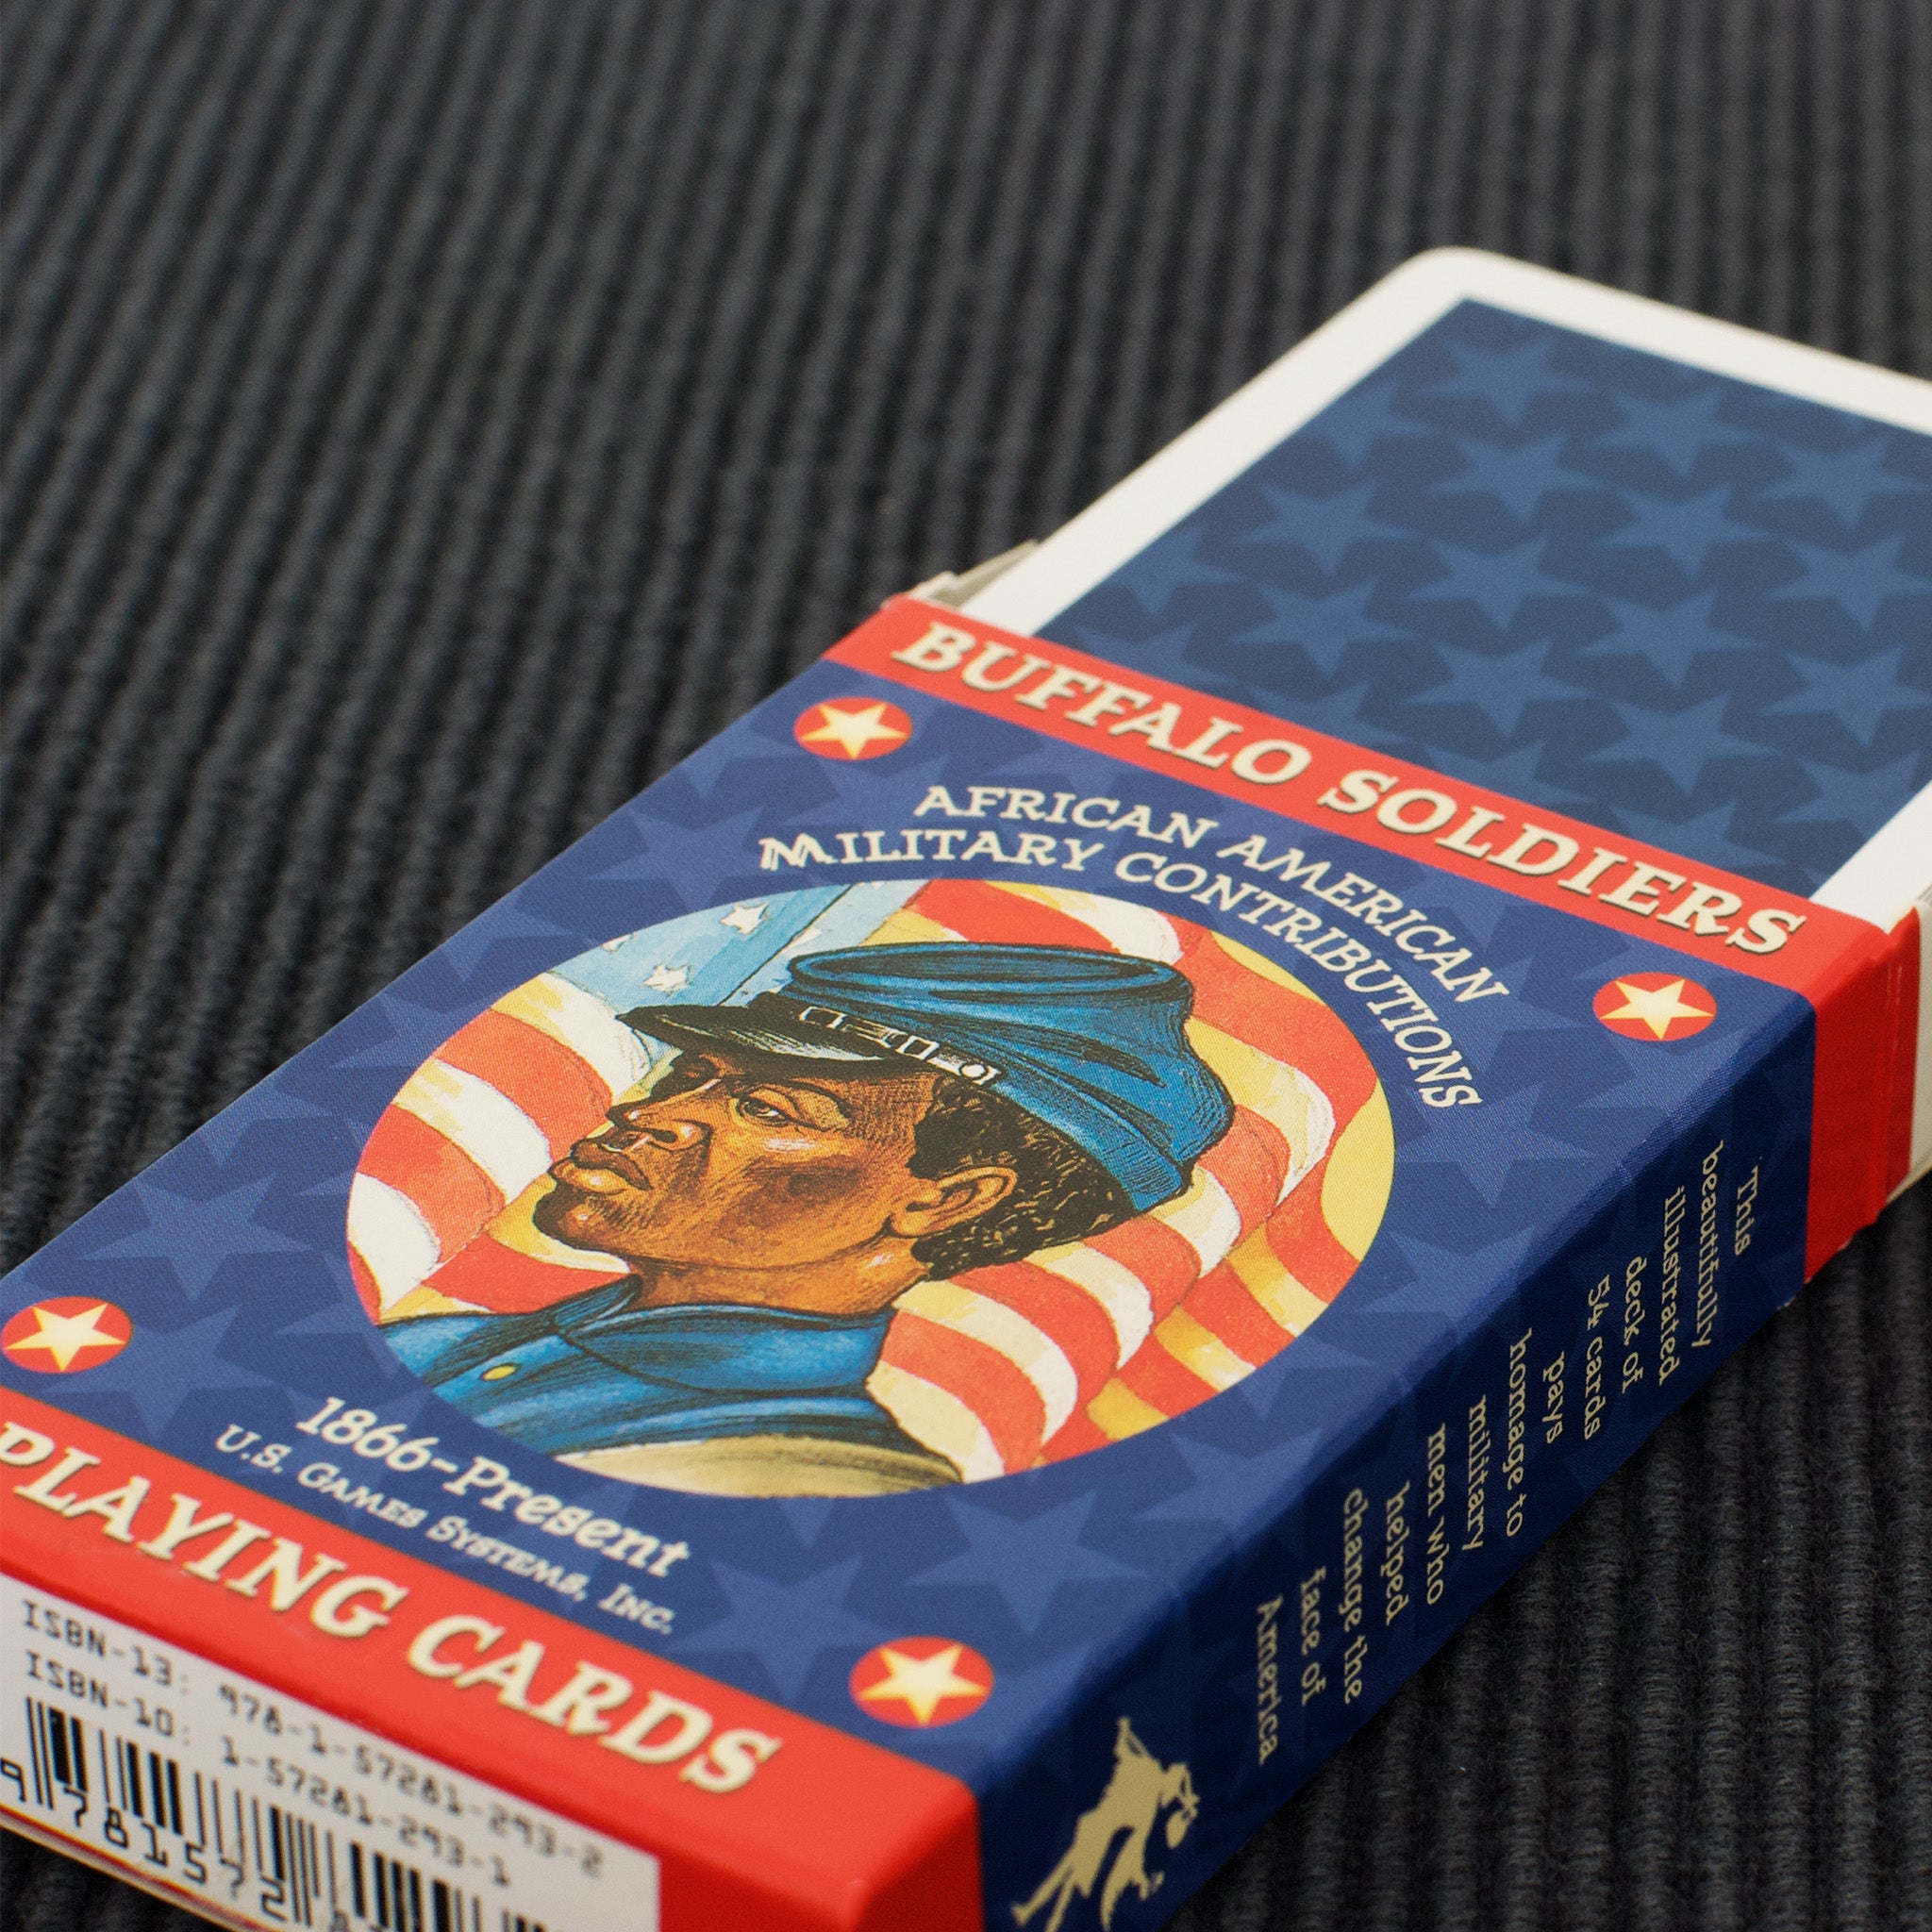 BUFFALO SOLDIERS
AFRICAN AMERICAN
MILITARY CONTRIBUTIONS
1866-Present
U.S. GAMES SYSTEMS, INC.
PLAYING CARDS
ISBN-13: 978-1-57281-293-2
ISBN-10: 1-57281-293-1
9 781572
This
beautifully
illustrated
deck of
54 cards
pays
homage to
military
men who
helped
change the
face of
America